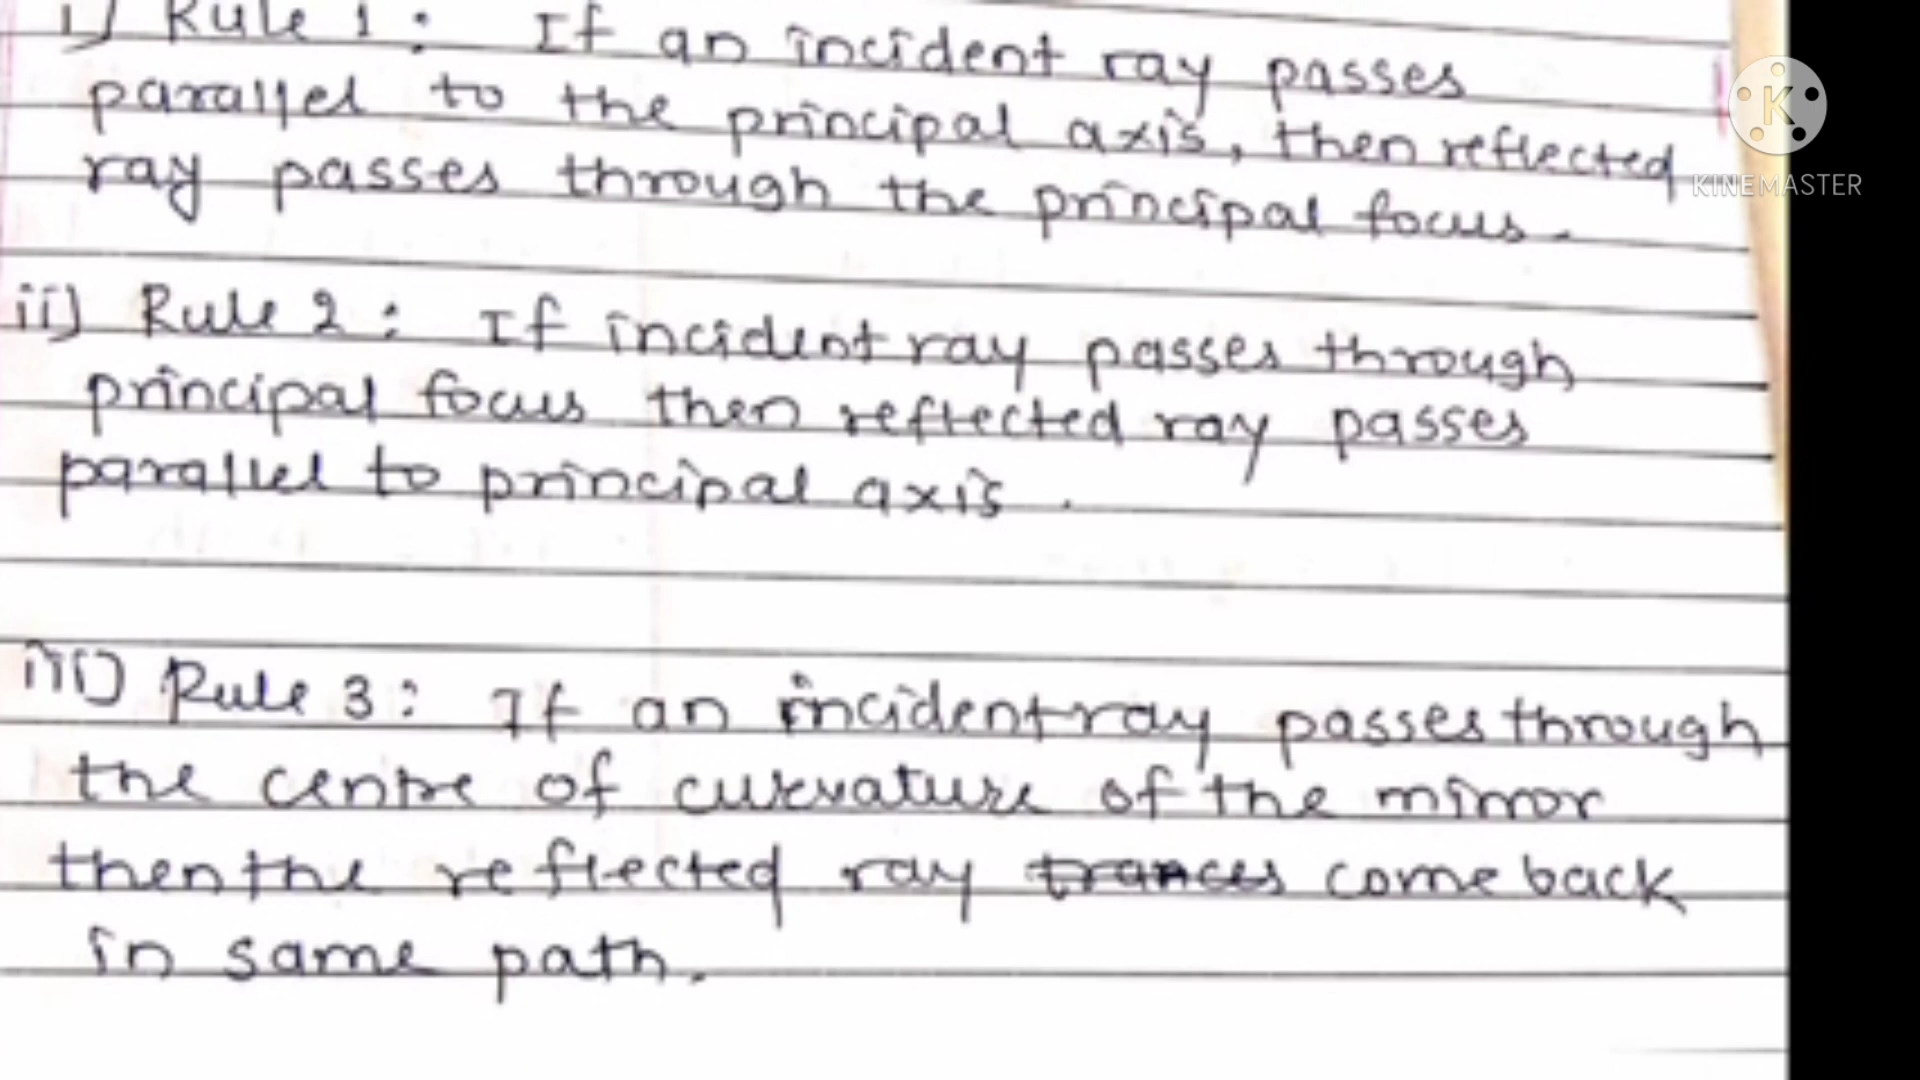 i) Rule 1 : If an incident ray passes
parallel to the principal axis, then reflected
ray passes through the principal focus.
ii) Rule 2 : If incident ray passes through
principal focus then reflected ray passes
parallel to principal axis .
iii) Rule 3 : If an incident ray passes through
the centre of curvature of the mirror
then the reflected ray trances come back
in same path.
K
KINEMASTER